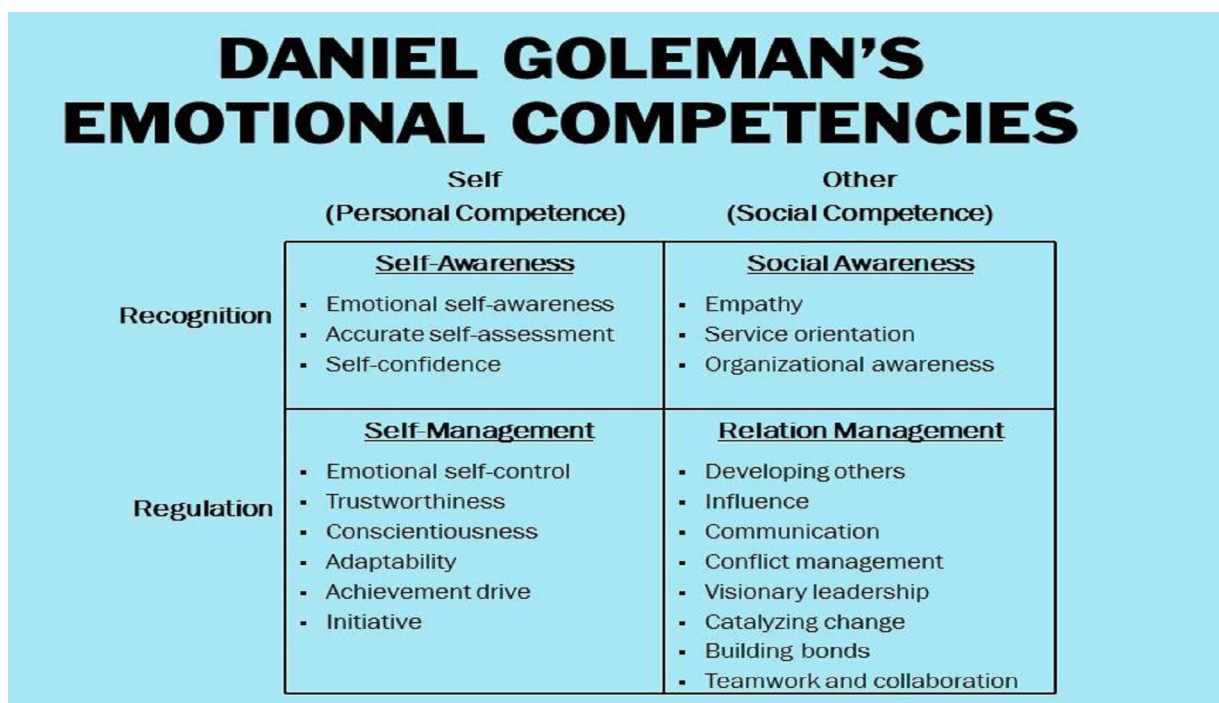 DANIEL GOLEMAN'S
EMOTIONAL COMPETENCIES
Self
(Personal Competence)
Other
(Social Competence)
Recognition
Self-Awareness
▪ Emotional self-awareness
▪ Accurate self-assessment
▪ Self-confidence
Social Awareness
▪ Empathy
▪ Service orientation
▪ Organizational awareness
Regulation
Self-Management
▪ Emotional self-control
▪ Trustworthiness
▪ Conscientiousness
▪ Adaptability
▪ Achievement drive
▪ Initiative
Relation Management
▪ Developing others
▪ Influence
▪ Communication
▪ Conflict management
▪ Visionary leadership
▪ Catalyzing change
▪ Building bonds
▪ Teamwork and collaboration